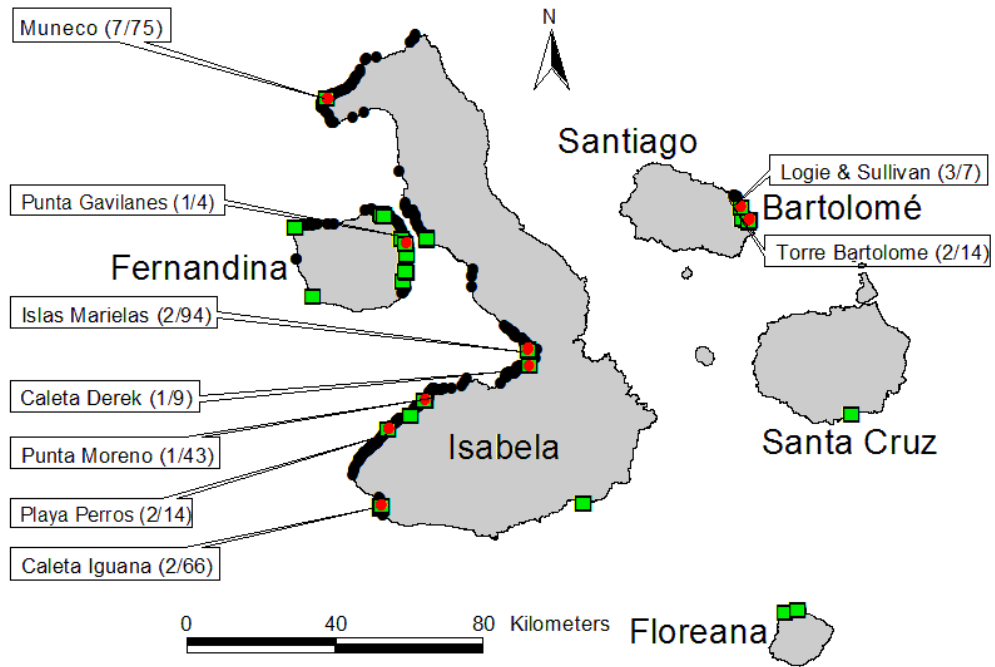 Muneco (7/75)
N
Santiago
Logie & Sullivan (3/7)
Punta Gavilanes (1/4)
Bartolomé
Torre Bartolome (2/14)
Fernandina
Islas Marielas (2/94)
Caleta Derek (1/9)
Isabela
Santa Cruz
Punta Moreno (1/43)
Playa Perros (2/14)
Caleta Iguana (2/66)
0 40 80 Kilometers
Floreana